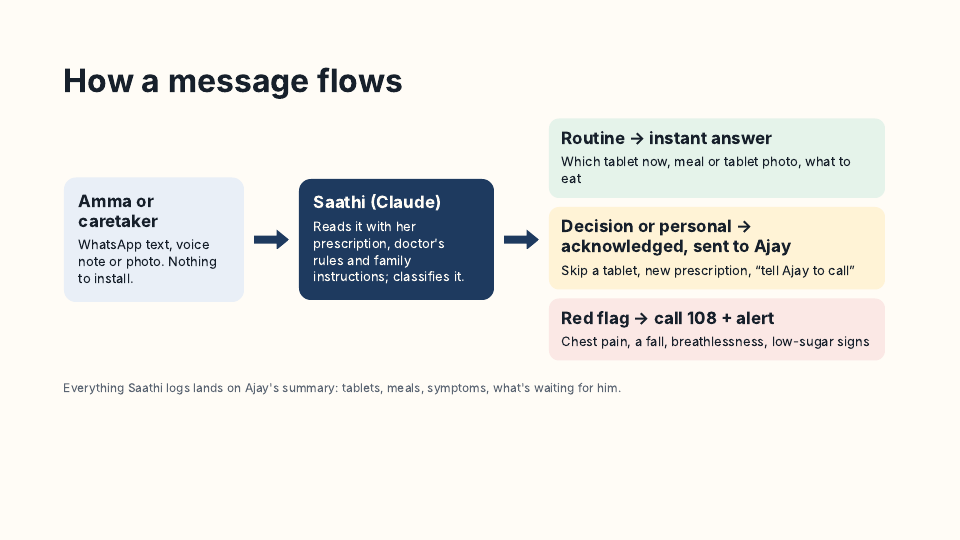 How a message flows
Amma or
caretaker
WhatsApp text, voice
note or photo. Nothing
to install.
Saathi (Claude)
Reads it with her
prescription, doctor's
rules and family
instructions; classifies it.
Routine → instant answer
Which tablet now, meal or tablet photo, what to
eat
Decision or personal →
acknowledged, sent to Ajay
Skip a tablet, new prescription, “tell Ajay to call”
Red flag → call 108 + alert
Chest pain, a fall, breathlessness, low-sugar signs
Everything Saathi logs lands on Ajay's summary: tablets, meals, symptoms, what's waiting for him.